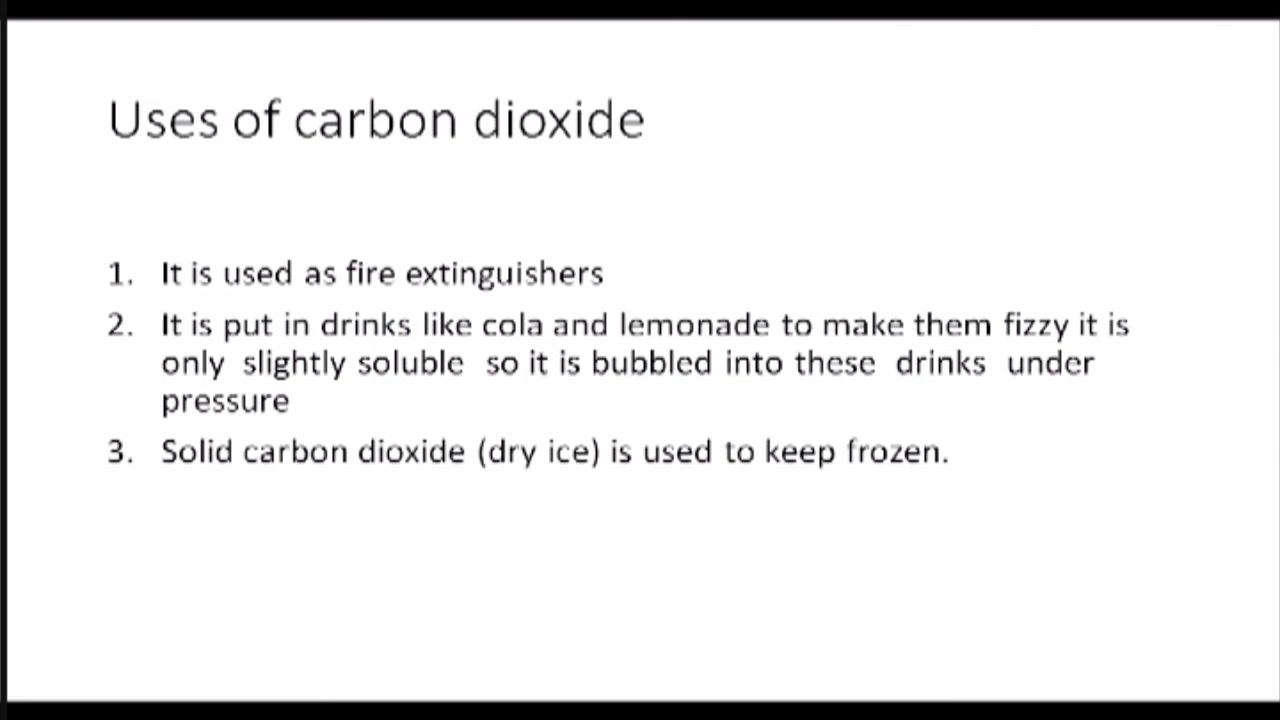 Uses of carbon dioxide
1. It is used as fire extinguishers
2. It is put in drinks like cola and lemonade to make them fizzy it is
only slightly soluble so it is bubbled into these drinks under
pressure
3. Solid carbon dioxide (dry ice) is used to keep frozen.